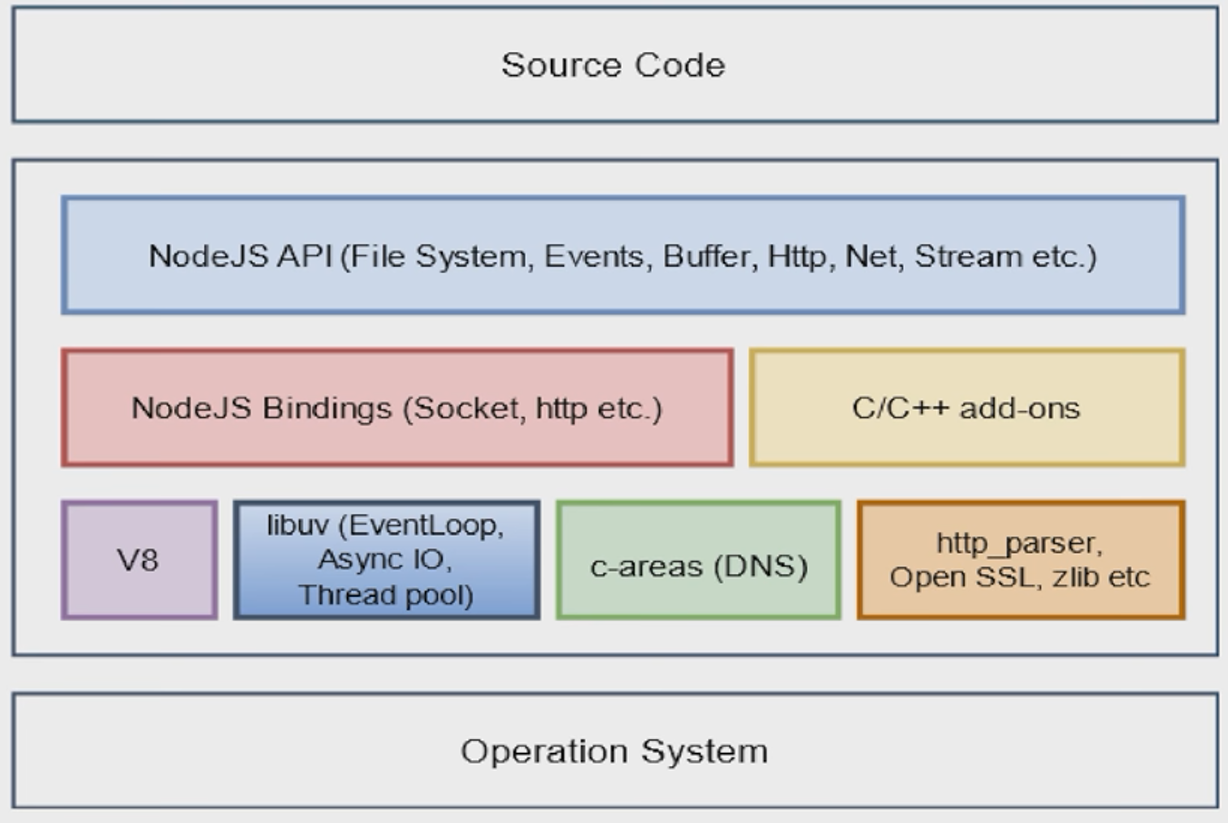 Source Code
NodeJS API (File System, Events, Buffer, Http, Net, Stream etc.)
NodeJS Bindings (Socket, http etc.)
C/C++ add-ons
V8
libuv (EventLoop,
Async IO,
Thread pool)
c-areas (DNS)
http_parser,
Open SSL, zlib etc
Operation System